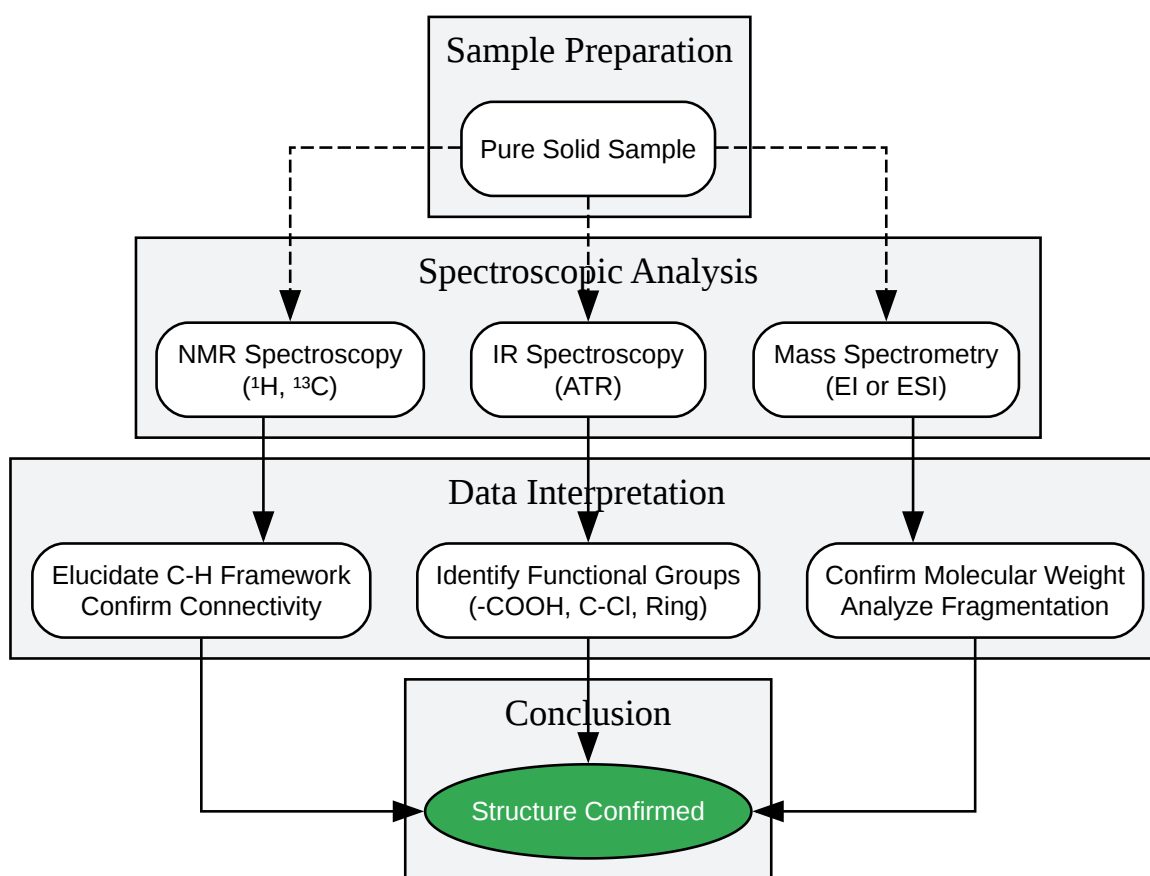 Sample Preparation
Pure Solid Sample
Spectroscopic Analysis
NMR Spectroscopy
(¹H, ¹³C)
IR Spectroscopy
(ATR)
Mass Spectrometry
(EI or ESI)
Data Interpretation
Elucidate C-H Framework
Confirm Connectivity
Identify Functional Groups
(-COOH, C-Cl, Ring)
Confirm Molecular Weight
Analyze Fragmentation
Conclusion
Structure Confirmed